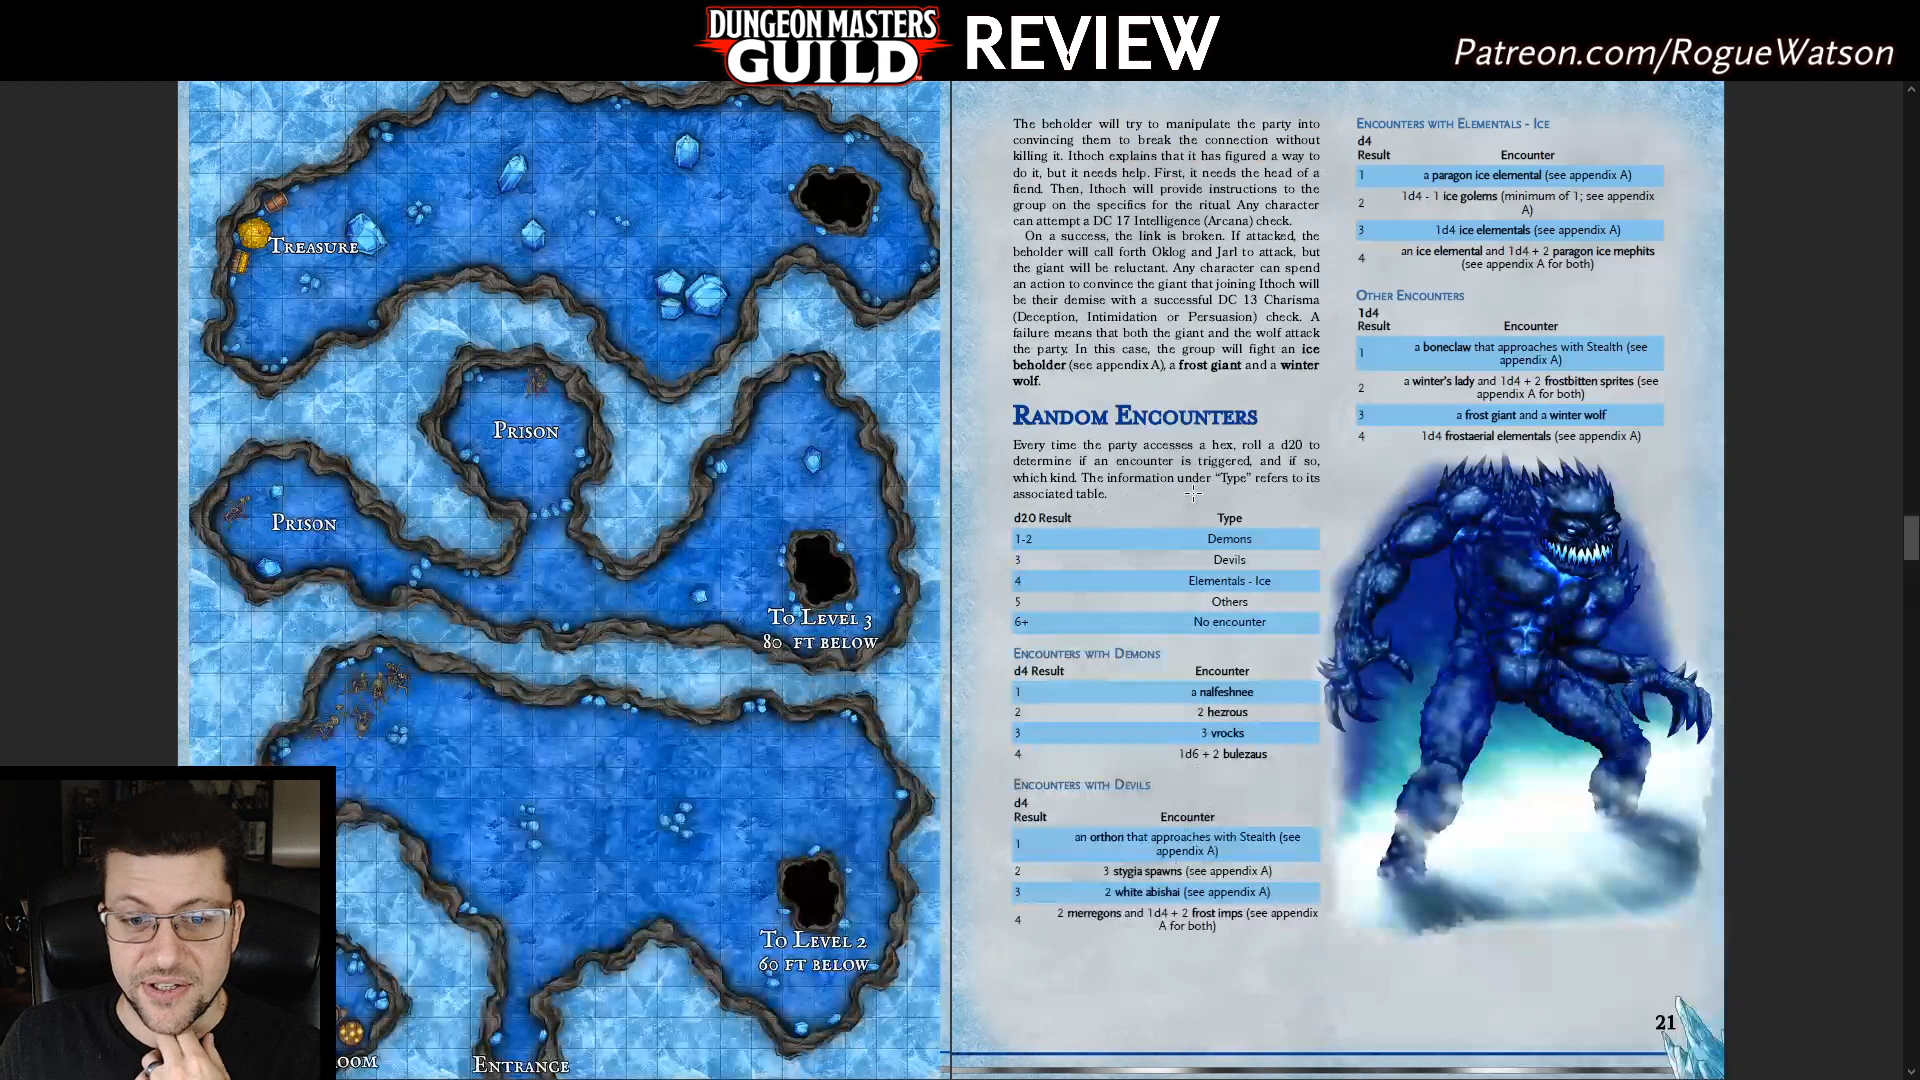 DUNGEON MASTERS
GUILD
REVIEW
Patreon.com/RogueWatson
Treasure
Prison
Prison
To Level 3
80 ft below
To Level 2
60 ft below
oom
Entrance
The beholder will try to manipulate the party into
convincing them to break the connection without
killing it. Ithoch explains that it has figured a way to
do it, but it needs help. First, it needs the head of a
fiend. Then, Ithoch will provide instructions to the
group on the specifics for the ritual. Any character
can attempt a DC 17 Intelligence (Arcana) check.
On a success, the link is broken. If attacked, the
beholder will call forth Oklog and Jarl to attack, but
the giant will be reluctant. Any character can spend
an action to convince the giant that joining Ithoch will
be their demise with a successful DC 13 Charisma
(Deception, Intimidation or Persuasion) check. A
failure means that both the giant and the wolf attack
the party. In this case, the group will fight an ice
beholder (see appendix A), a frost giant and a winter
wolf.
Random Encounters
Every time the party accesses a hex, roll a d20 to
determine if an encounter is triggered, and if so,
which kind. The information under “Type” refers to its
associated table.
d20 Result Type
1-2 Demons
3 Devils
4 Elementals - Ice
5 Others
6+ No encounter
Encounters with Demons
d4 Result Encounter
1 a nalfeshnee
2 2 hezrous
3 3 vrocks
4 1d6 + 2 bulezaus
Encounters with Devils
d4
Result Encounter
1 an orthon that approaches with Stealth (see
appendix A)
2 3 stygia spawns (see appendix A)
3 2 white abishai (see appendix A)
4 2 merregons and 1d4 + 2 frost imps (see appendix
A for both)
Encounters with Elementals - Ice
d4
Result Encounter
1 a paragon ice elemental (see appendix A)
2 1d4 - 1 ice golems (minimum of 1; see appendix
A)
3 1d4 ice elementals (see appendix A)
4 an ice elemental and 1d4 + 2 paragon ice mephits
(see appendix A for both)
Other Encounters
1d4
Result Encounter
1 a boneclaw that approaches with Stealth (see
appendix A)
2 a winter's lady and 1d4 + 2 frostbitten sprites (see
appendix A for both)
3 a frost giant and a winter wolf
4 1d4 frostaerial elementals (see appendix A)
21